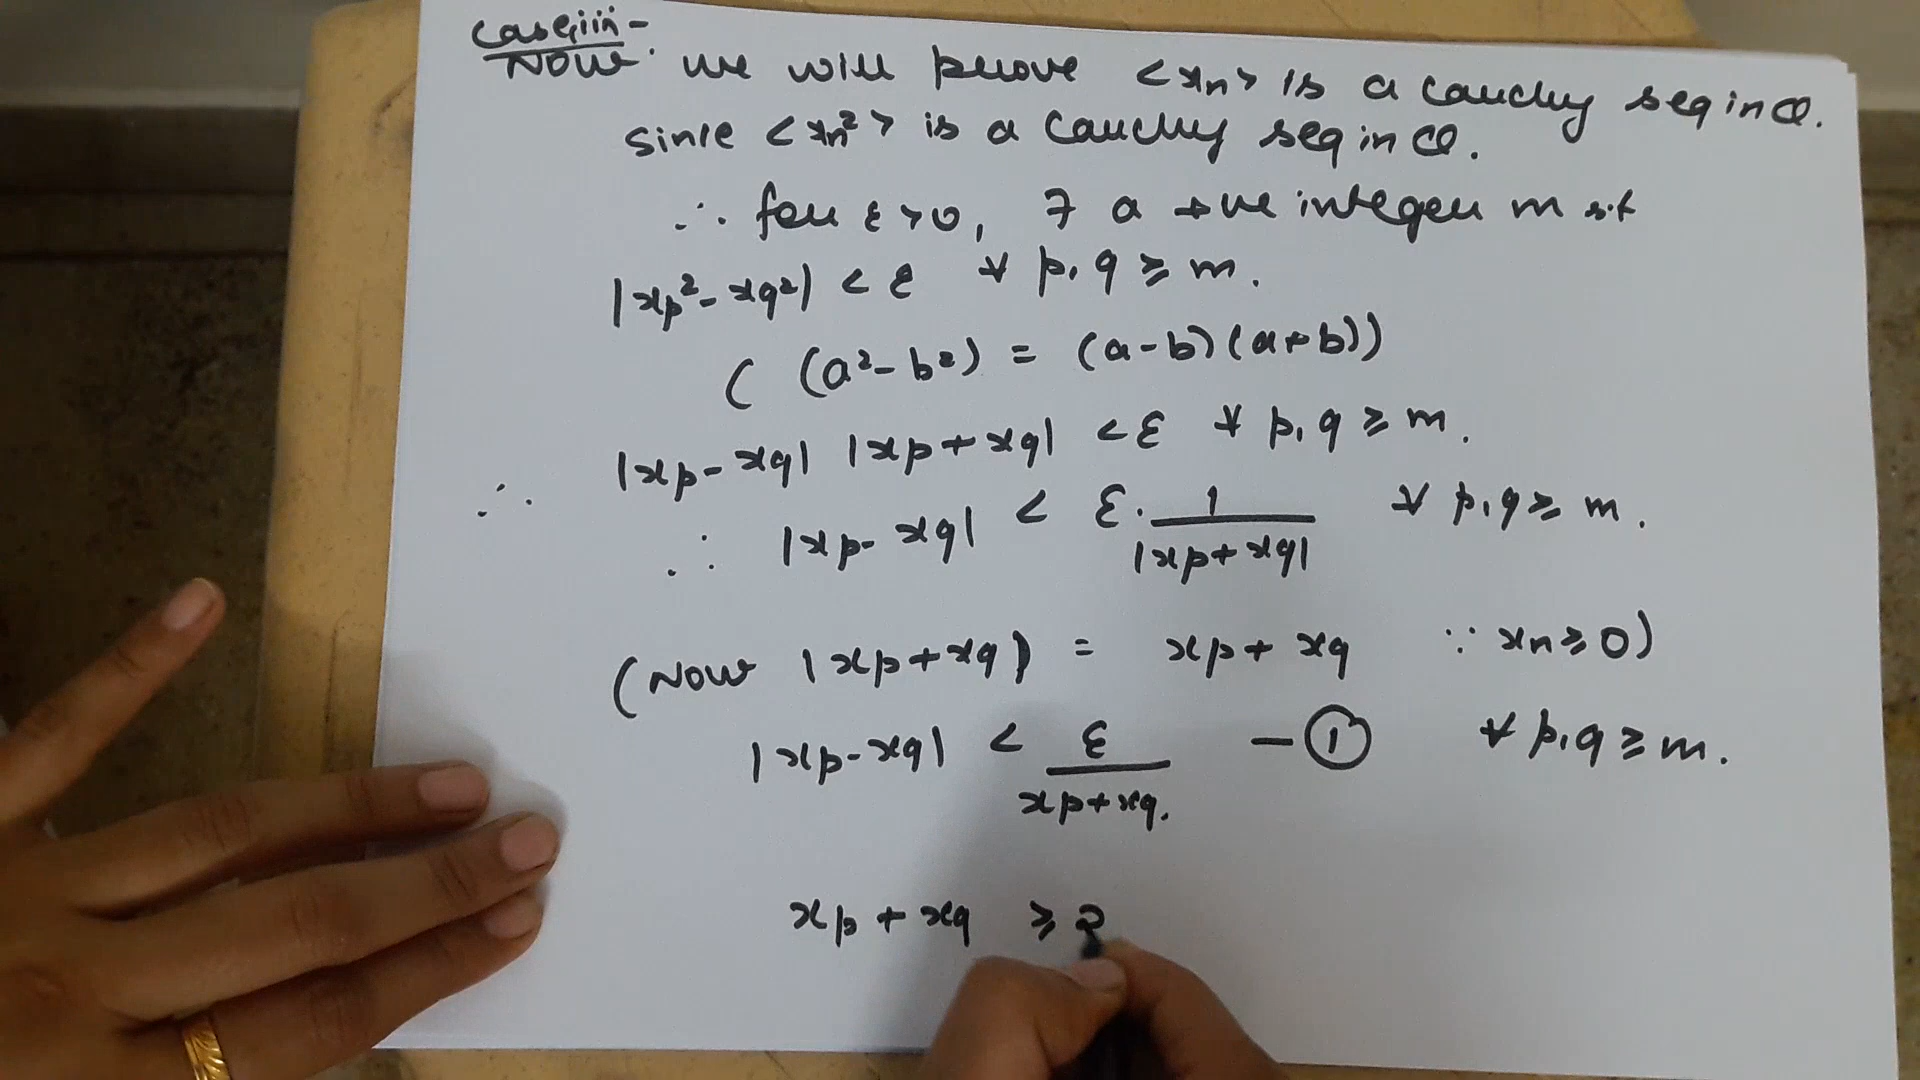 Case iii -
Now we will prove <xn> is a cauchy seq in Q.
since <xn²> is a cauchy seq in Q.
∴ for ε>0, ∃ a +ve integer m s.t
|xp² - xq²| < ε ∀ p, q ≥ m.
( (a² - b²) = (a-b)(a+b))
∴ |xp - xq| |xp + xq| < ε ∀ p, q ≥ m.
∴ |xp - xq| < ε. 1/|xp + xq| ∀ p, q ≥ m.
(Now |xp + xq| = xp + xq ∵ xn ≥ 0)
|xp - xq| < ε/xp + xq. - ① ∀ p, q ≥ m.
xp + xq ≥ 2